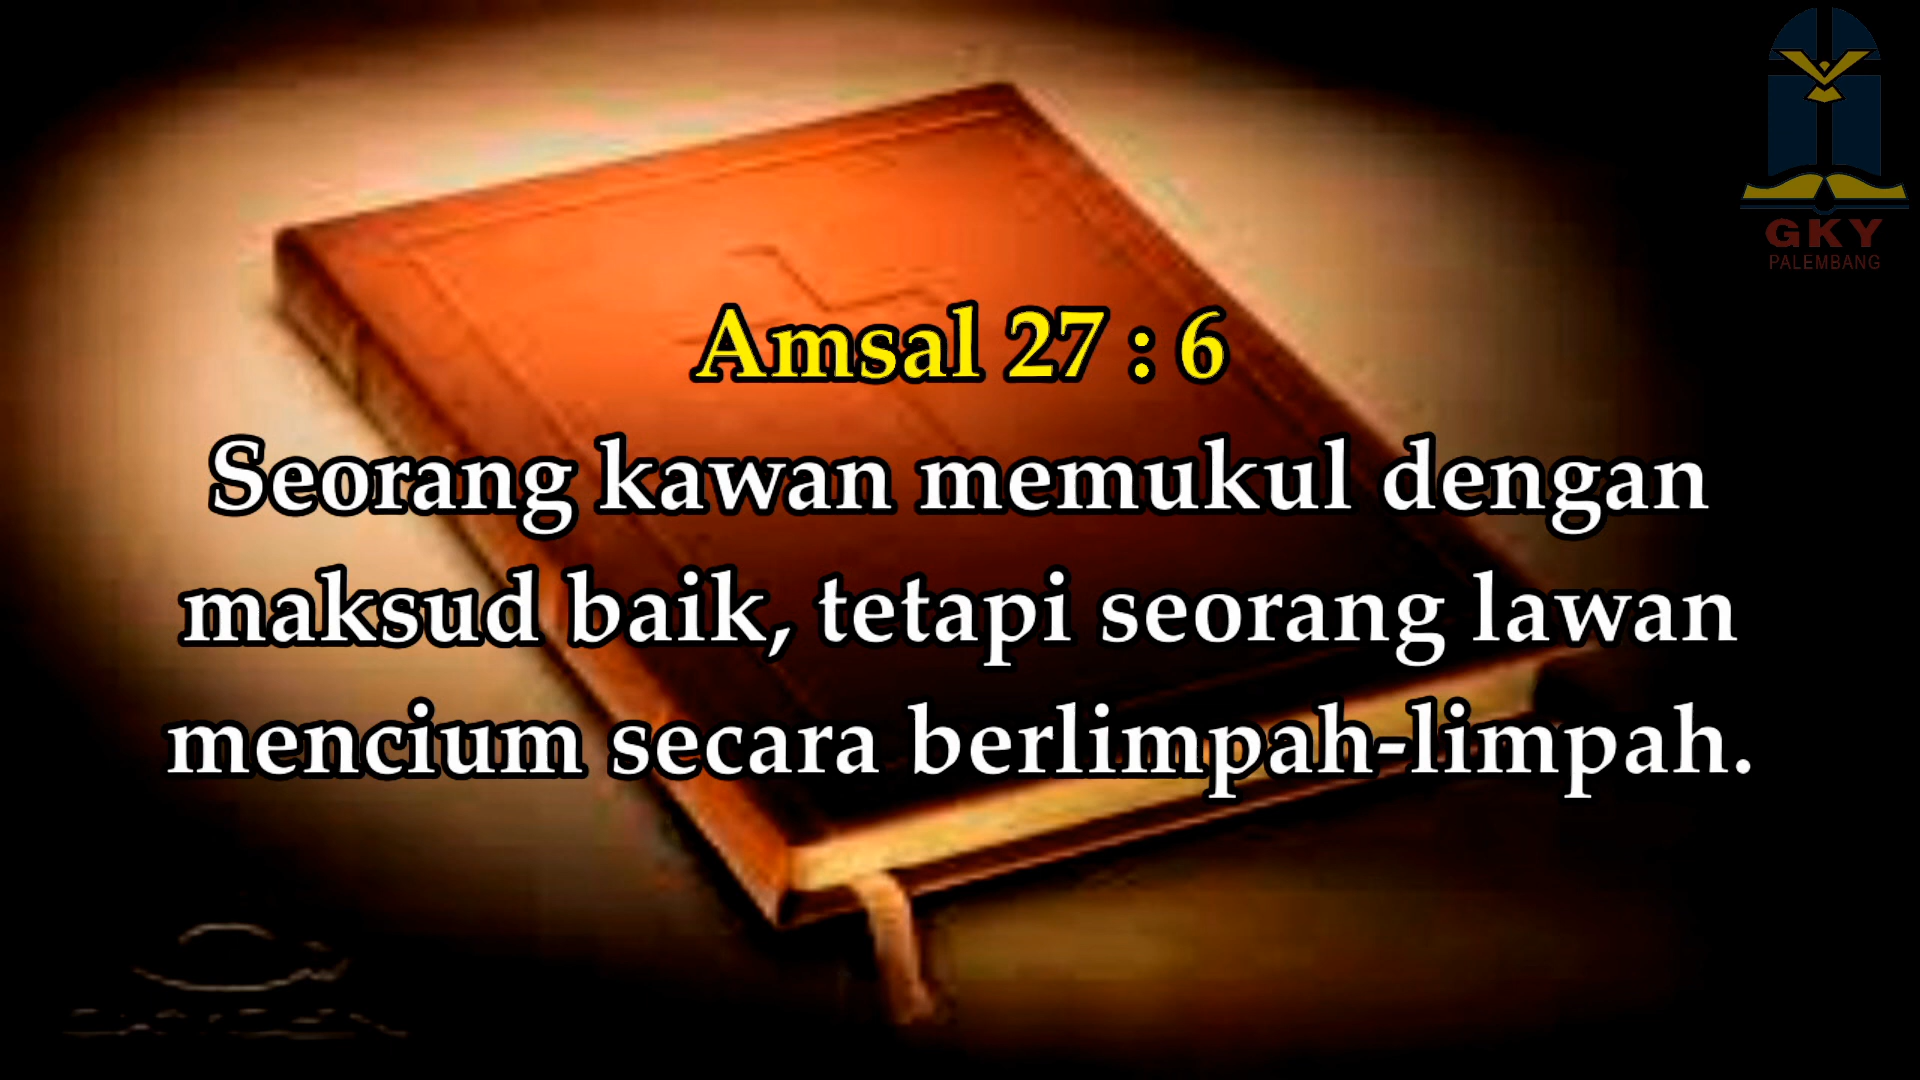 GKY
PALEMBANG
Amsal 27 : 6
Seorang kawan memukul dengan
maksud baik, tetapi seorang lawan
mencium secara berlimpah-limpah.